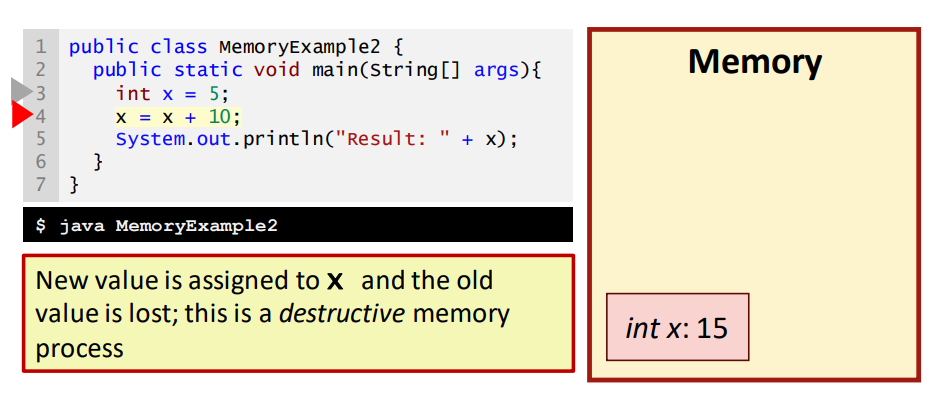 1 public class MemoryExample2 {
2 public static void main(String[] args){
3 int x = 5;
4 x = x + 10;
5 System.out.println("Result: " + x);
6 }
7 }
$ java MemoryExample2
New value is assigned to x and the old
value is lost; this is a destructive memory
process
Memory
int x: 15